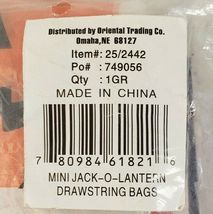 Distributed by Oriental Trading Co.
Omaha,NE 68127
Item#: 25/2442
Po# : 749056
Qty : 1GR
MADE IN CHINA
7 80984 61821 6
MINI JACK-O-LANTERN
DRAWSTRING BAGS